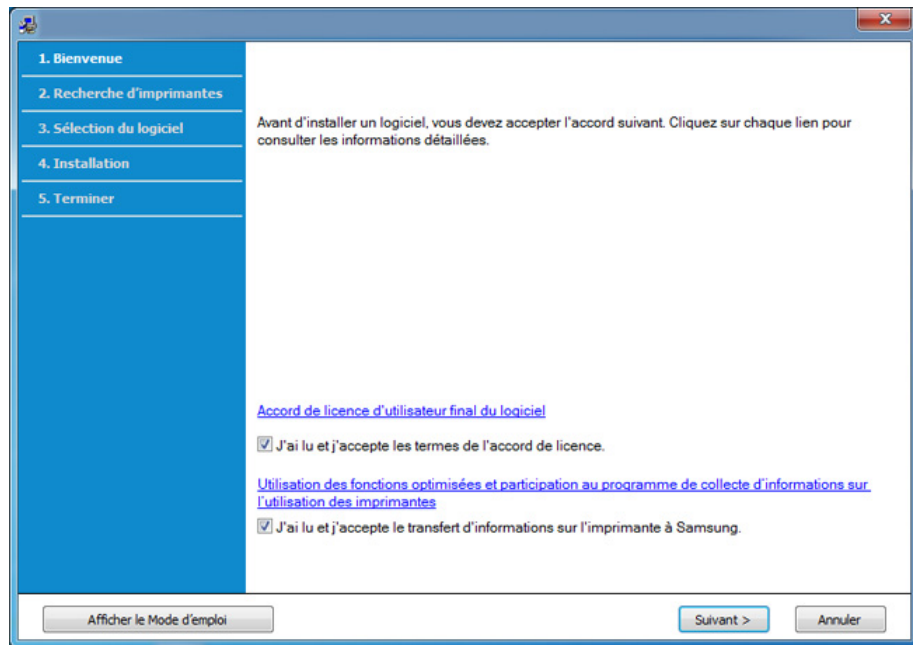 1. Bienvenue
2. Recherche d'imprimantes
3. Sélection du logiciel
4. Installation
5. Terminer
Avant d'installer un logiciel, vous devez accepter l'accord suivant. Cliquez sur chaque lien pour
consulter les informations détaillées.
Accord de licence d'utilisateur final du logiciel
J'ai lu et j'accepte les termes de l'accord de licence.
Utilisation des fonctions optimisées et participation au programme de collecte d'informations sur
l'utilisation des imprimantes
J'ai lu et j'accepte le transfert d'informations sur l'imprimante à Samsung.
Afficher le Mode d'emploi
Suivant >
Annuler